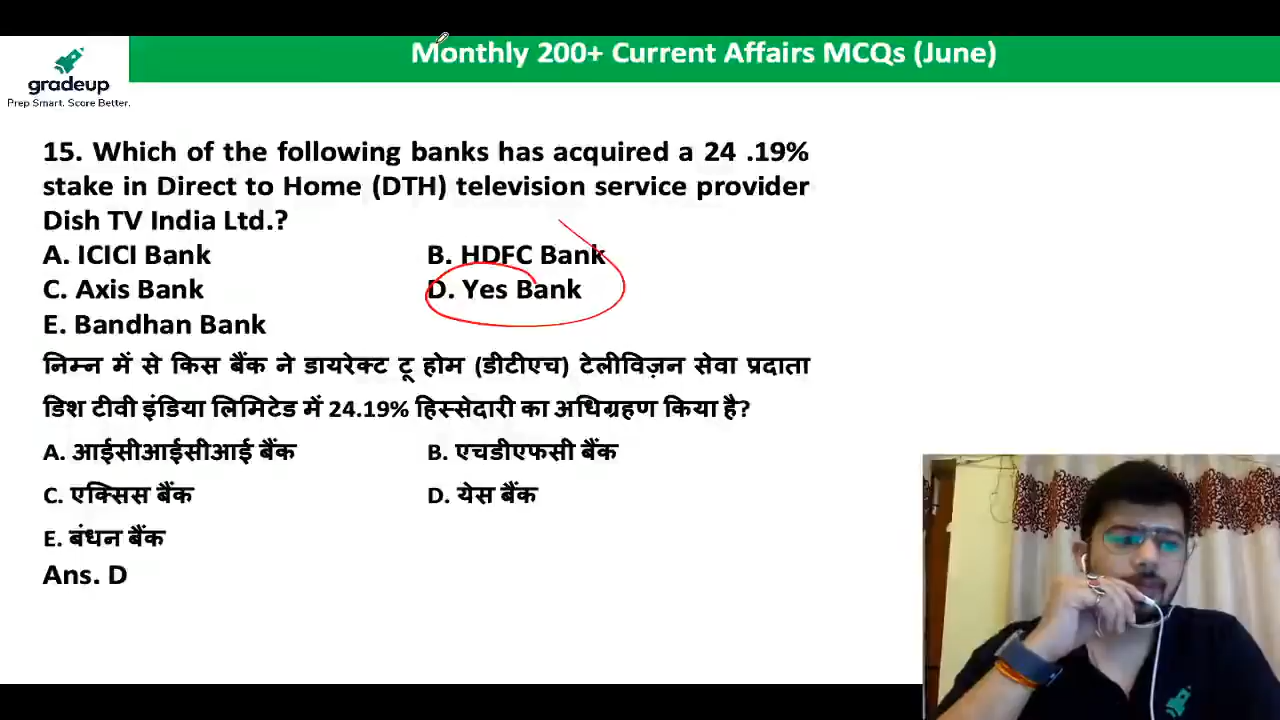 Monthly 200+ Current Affairs MCQs (June)
gradeup
Prep Smart. Score Better.
15. Which of the following banks has acquired a 24 .19%
stake in Direct to Home (DTH) television service provider
Dish TV India Ltd.?
A. ICICI Bank B. HDFC Bank
C. Axis Bank D. Yes Bank
E. Bandhan Bank
निम्न में से किस बैंक ने डायरेक्ट टू होम (डीटीएच) टेलीविज़न सेवा प्रदाता
डिश टीवी इंडिया लिमिटेड में 24.19% हिस्सेदारी का अधिग्रहण किया है?
A. आईसीआईसीआई बैंक B. एचडीएफसी बैंक
C. एक्सिस बैंक D. येस बैंक
E. बंधन बैंक
Ans. D